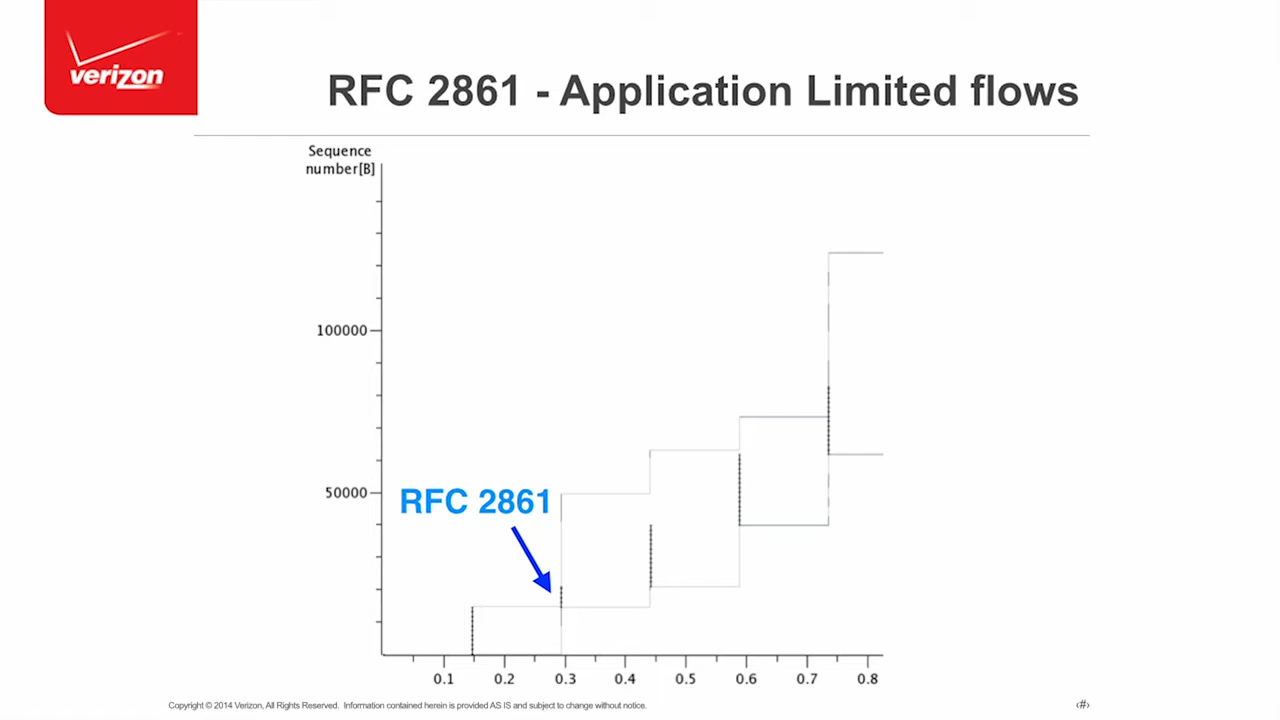 verizon
RFC 2861 - Application Limited flows
Sequence
number[B]
100000
50000
RFC 2861
0.1 0.2 0.3 0.4 0.5 0.6 0.7 0.8
Copyright © 2014 Verizon, All Rights Reserved. Information contained herein is provided AS IS and subject to change without notice.
‹#›